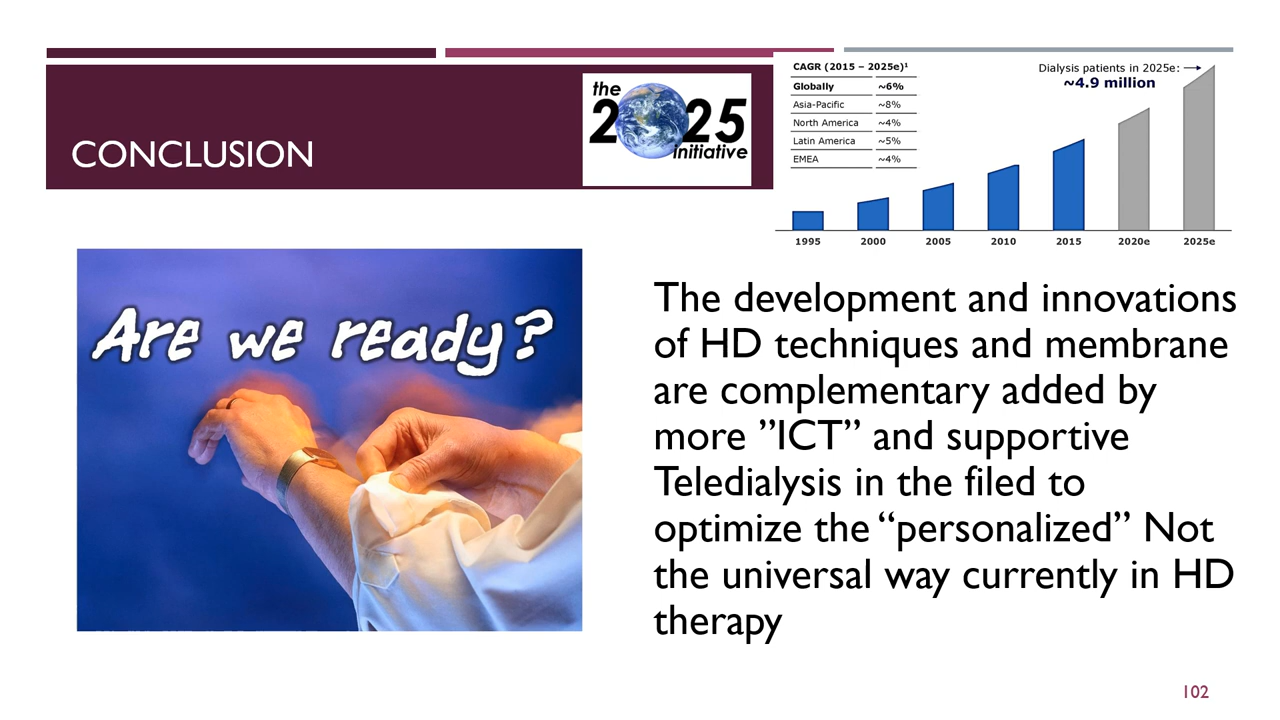 CONCLUSION
the
2025
initiative
CAGR (2015 – 2025e)¹
Globally ~6%
Asia-Pacific ~8%
North America ~4%
Latin America ~5%
EMEA ~4%
Dialysis patients in 2025e:
~4.9 million
1995 2000 2005 2010 2015 2020e 2025e
Are we ready?
The development and innovations
of HD techniques and membrane
are complementary added by
more ”ICT” and supportive
Teledialysis in the filed to
optimize the “personalized” Not
the universal way currently in HD
therapy
102